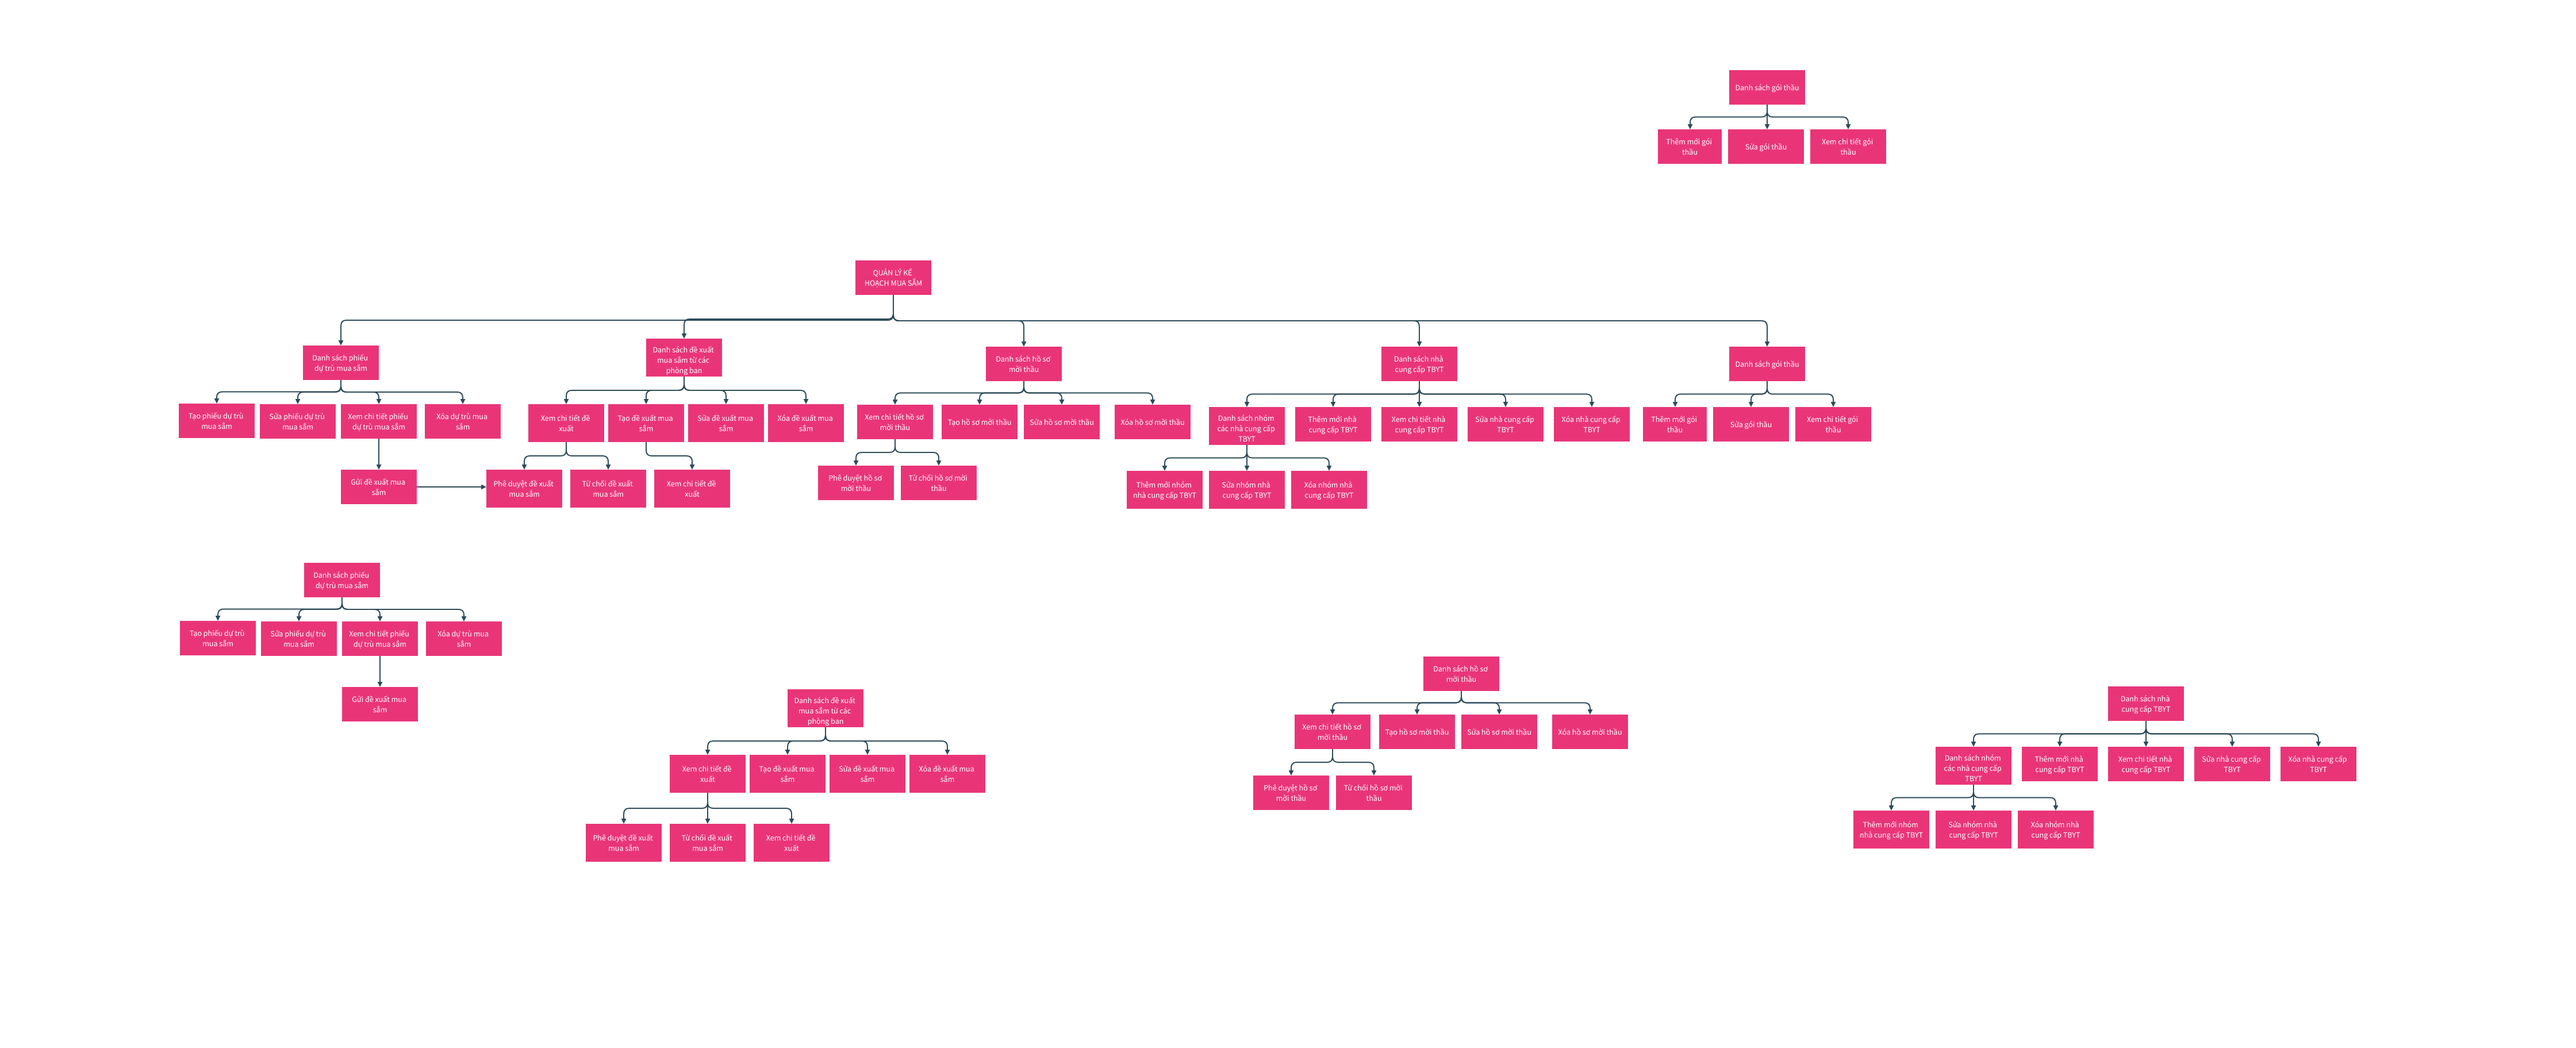 Danh sách gói thầu
Thêm mới gói
thầu
Sửa gói thầu
Xem chi tiết gói
thầu
QUẢN LÝ KẾ
HOẠCH MUA SẮM
Danh sách phiếu
dự trù mua sắm
Danh sách đề xuất
mua sắm từ các
phòng ban
Danh sách hồ sơ
mời thầu
Danh sách nhà
cung cấp TBYT
Danh sách gói thầu
Tạo phiếu dự trù
mua sắm
Sửa phiếu dự trù
mua sắm
Xem chi tiết phiếu
dự trù mua sắm
Xóa dự trù mua
sắm
Xem chi tiết đề
xuất
Tạo đề xuất mua
sắm
Sửa đề xuất mua
sắm
Xóa đề xuất mua
sắm
Xem chi tiết hồ sơ
mời thầu
Tạo hồ sơ mời thầu
Sửa hồ sơ mời thầu
Xóa hồ sơ mời thầu
Danh sách nhóm
các nhà cung cấp
TBYT
Thêm mới nhà
cung cấp TBYT
Xem chi tiết nhà
cung cấp TBYT
Sửa nhà cung cấp
TBYT
Xóa nhà cung cấp
TBYT
Thêm mới gói
thầu
Sửa gói thầu
Xem chi tiết gói
thầu
Gửi đề xuất mua
sắm
Phê duyệt đề xuất
mua sắm
Từ chối đề xuất
mua sắm
Xem chi tiết đề
xuất
Phê duyệt hồ sơ
mời thầu
Từ chối hồ sơ mời
thầu
Thêm mới nhóm
nhà cung cấp TBYT
Sửa nhóm nhà
cung cấp TBYT
Xóa nhóm nhà
cung cấp TBYT
Danh sách phiếu
dự trù mua sắm
Tạo phiếu dự trù
mua sắm
Sửa phiếu dự trù
mua sắm
Xem chi tiết phiếu
dự trù mua sắm
Xóa dự trù mua
sắm
Gửi đề xuất mua
sắm
Danh sách đề xuất
mua sắm từ các
phòng ban
Xem chi tiết đề
xuất
Tạo đề xuất mua
sắm
Sửa đề xuất mua
sắm
Xóa đề xuất mua
sắm
Phê duyệt đề xuất
mua sắm
Từ chối đề xuất
mua sắm
Xem chi tiết đề
xuất
Danh sách hồ sơ
mời thầu
Xem chi tiết hồ sơ
mời thầu
Tạo hồ sơ mời thầu
Sửa hồ sơ mời thầu
Xóa hồ sơ mời thầu
Phê duyệt hồ sơ
mời thầu
Từ chối hồ sơ mời
thầu
Danh sách nhà
cung cấp TBYT
Danh sách nhóm
các nhà cung cấp
TBYT
Thêm mới nhà
cung cấp TBYT
Xem chi tiết nhà
cung cấp TBYT
Sửa nhà cung cấp
TBYT
Xóa nhà cung cấp
TBYT
Thêm mới nhóm
nhà cung cấp TBYT
Sửa nhóm nhà
cung cấp TBYT
Xóa nhóm nhà
cung cấp TBYT